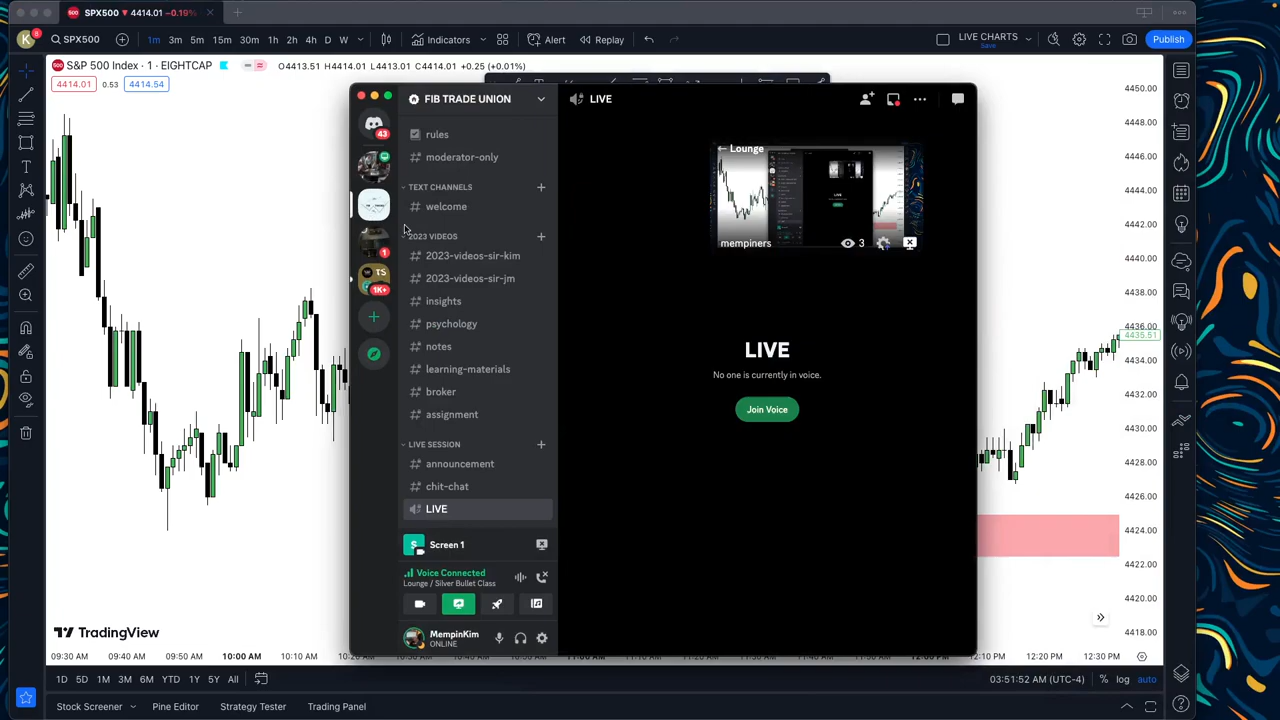 SPX500 ▼ 4414.01 −0.19%
K 8 SPX500 1m 3m 5m 15m 30m 1h 2h 4h D W Indicators Alert Replay LIVE CHARTS Save Publish
S&P 500 Index · 1 · EIGHTCAP O4413.51 H4414.01 L4413.01 C4414.01 +0.25 (+0.01%)
4414.01 0.53 4414.54
FIB TRADE UNION
LIVE
43
rules
moderator-only
TEXT CHANNELS
welcome
2023 VIDEOS
2023-videos-sir-kim
2023-videos-sir-jm
insights
psychology
notes
learning-materials
broker
assignment
LIVE SESSION
announcement
chit-chat
LIVE
1
TS
1K+
S Screen 1
Voice Connected
Lounge / Silver Bullet Class
MempinKim
ONLINE
Lounge
mempiners 3
LIVE
No one is currently in voice.
Join Voice
4450.00
4448.00
4446.00
4444.00
4442.00
4440.00
4438.00
4436.00
4435.51
4434.00
4432.00
4430.00
4428.00
4426.00
4424.00
4422.00
4420.00
4418.00
TradingView
09:30 AM 09:40 AM 09:50 AM 10:00 AM 10:10 AM 12:10 PM 12:20 PM 12:30 PM
1D 5D 1M 3M 6M YTD 1Y 5Y All 03:51:52 AM (UTC-4) % log auto
Stock Screener Pine Editor Strategy Tester Trading Panel